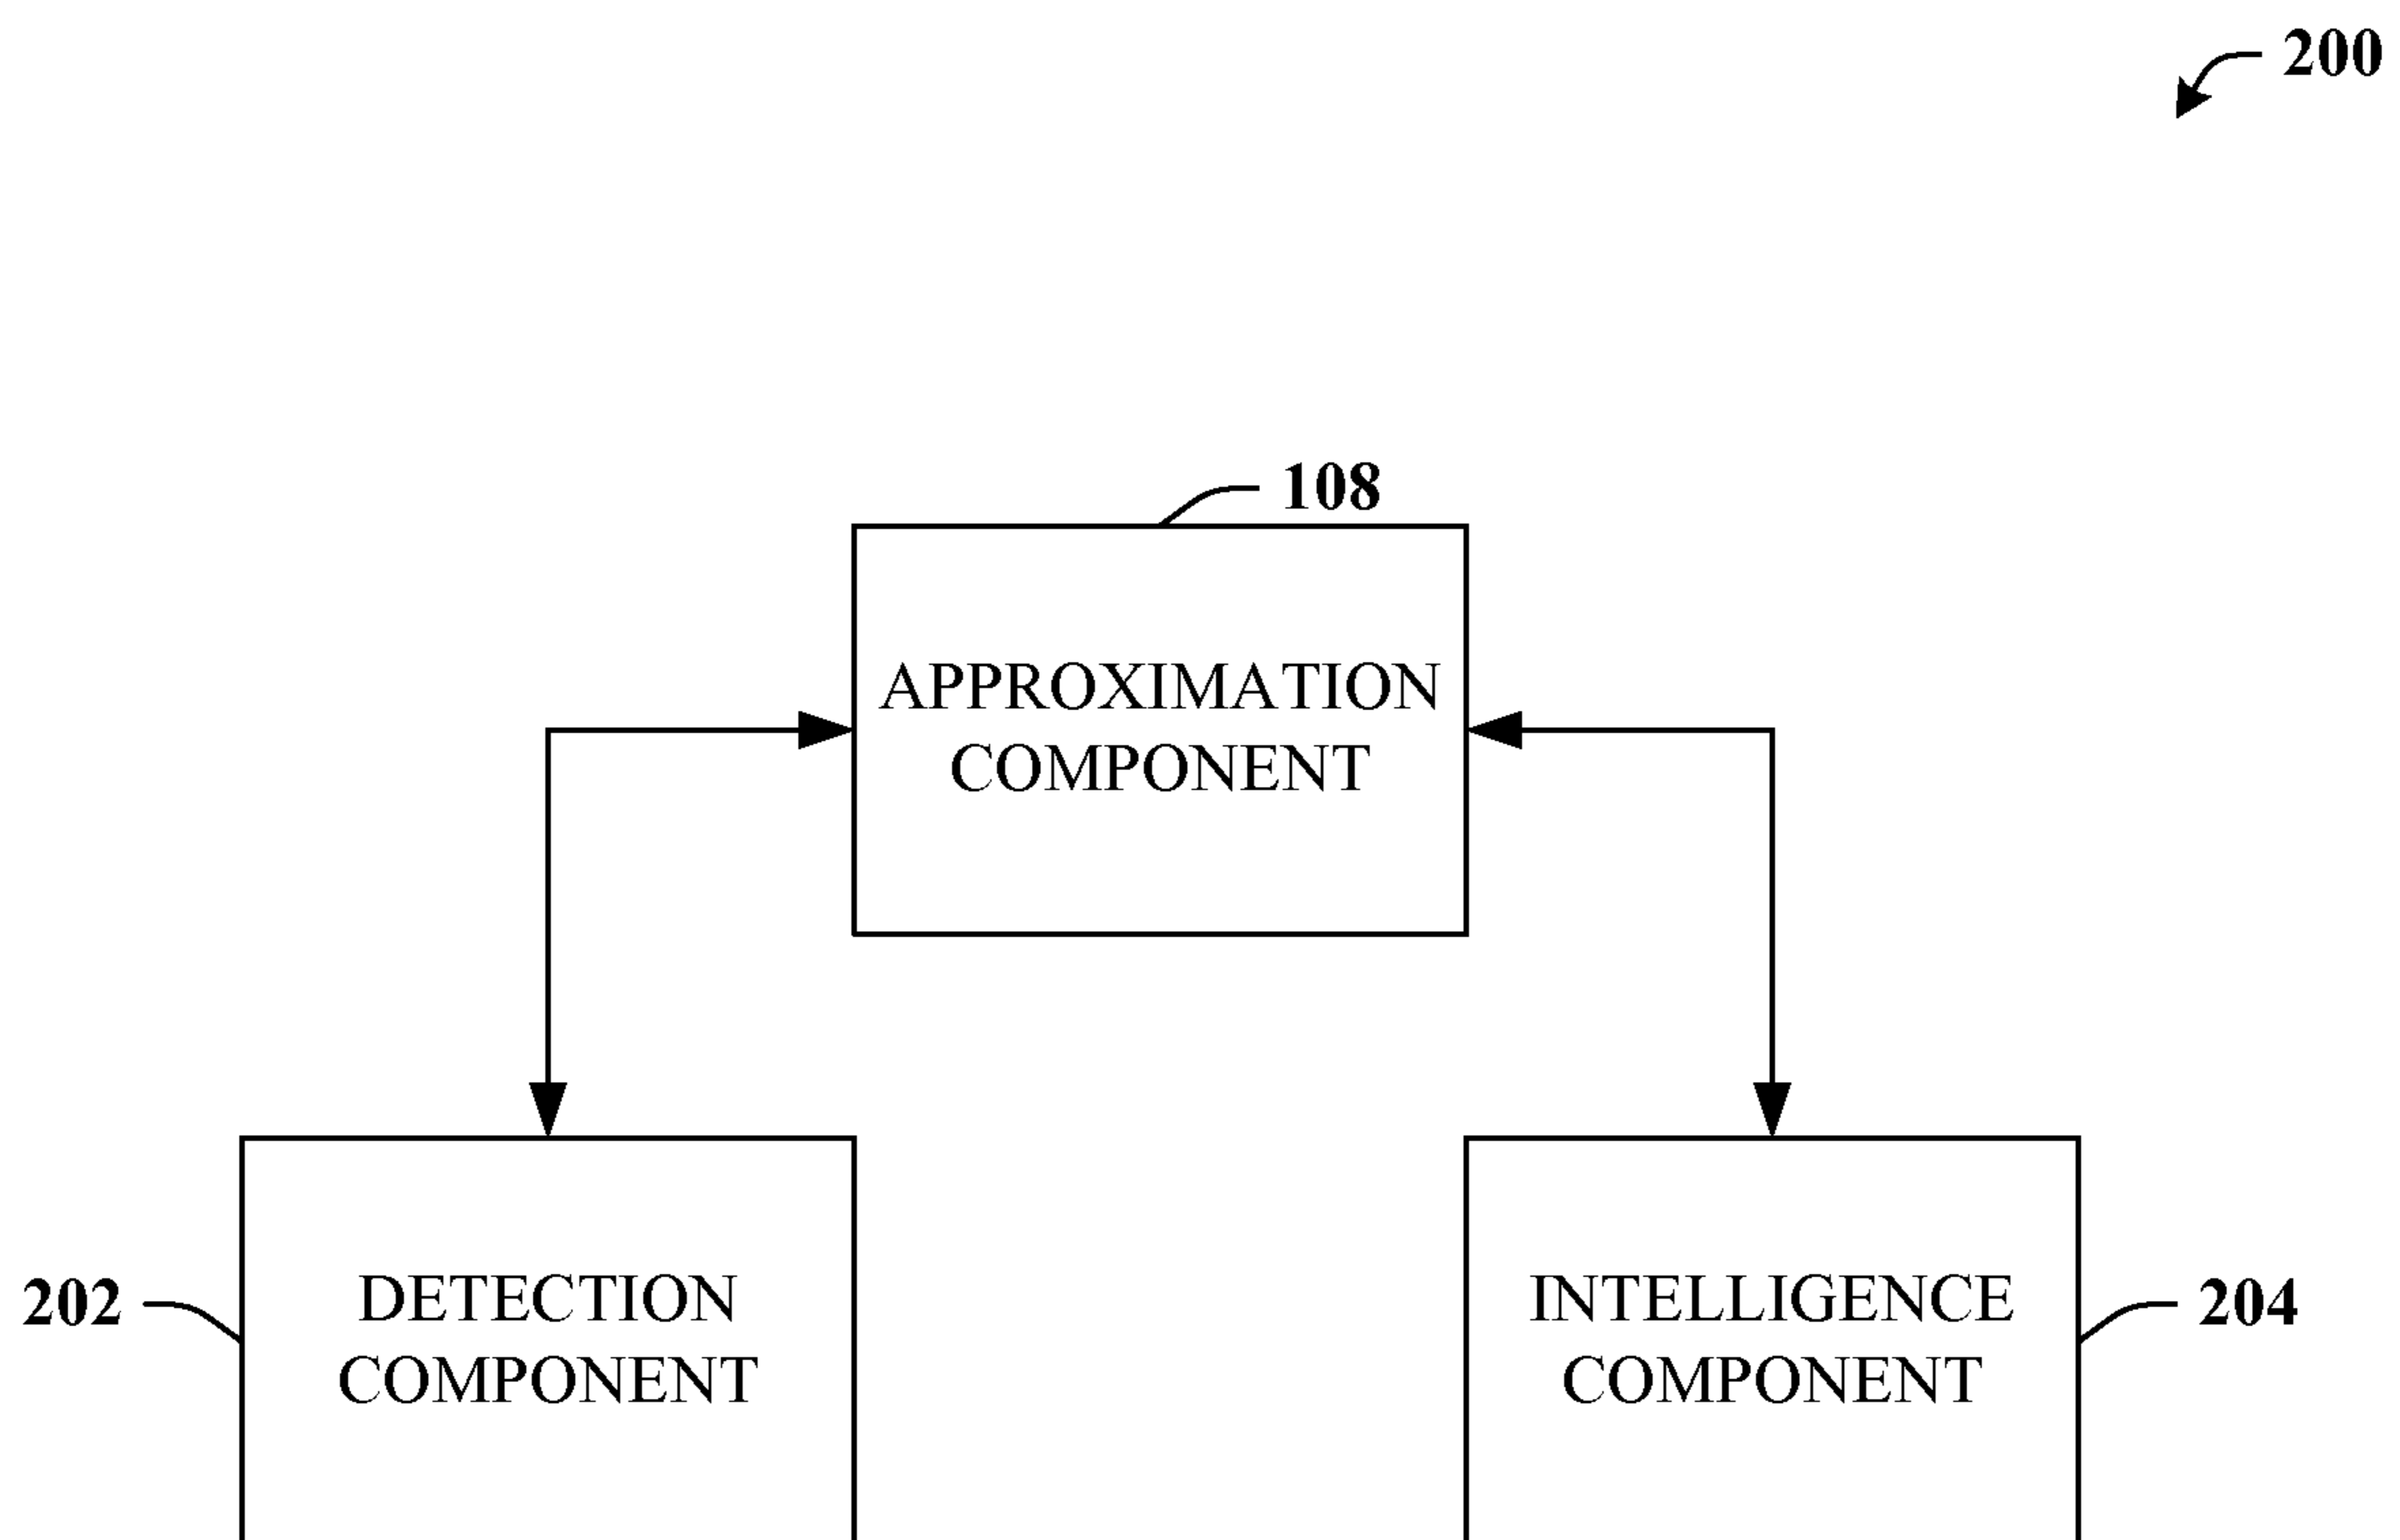 200
108
APPROXIMATION
COMPONENT
202
DETECTION
COMPONENT
INTELLIGENCE
COMPONENT
204